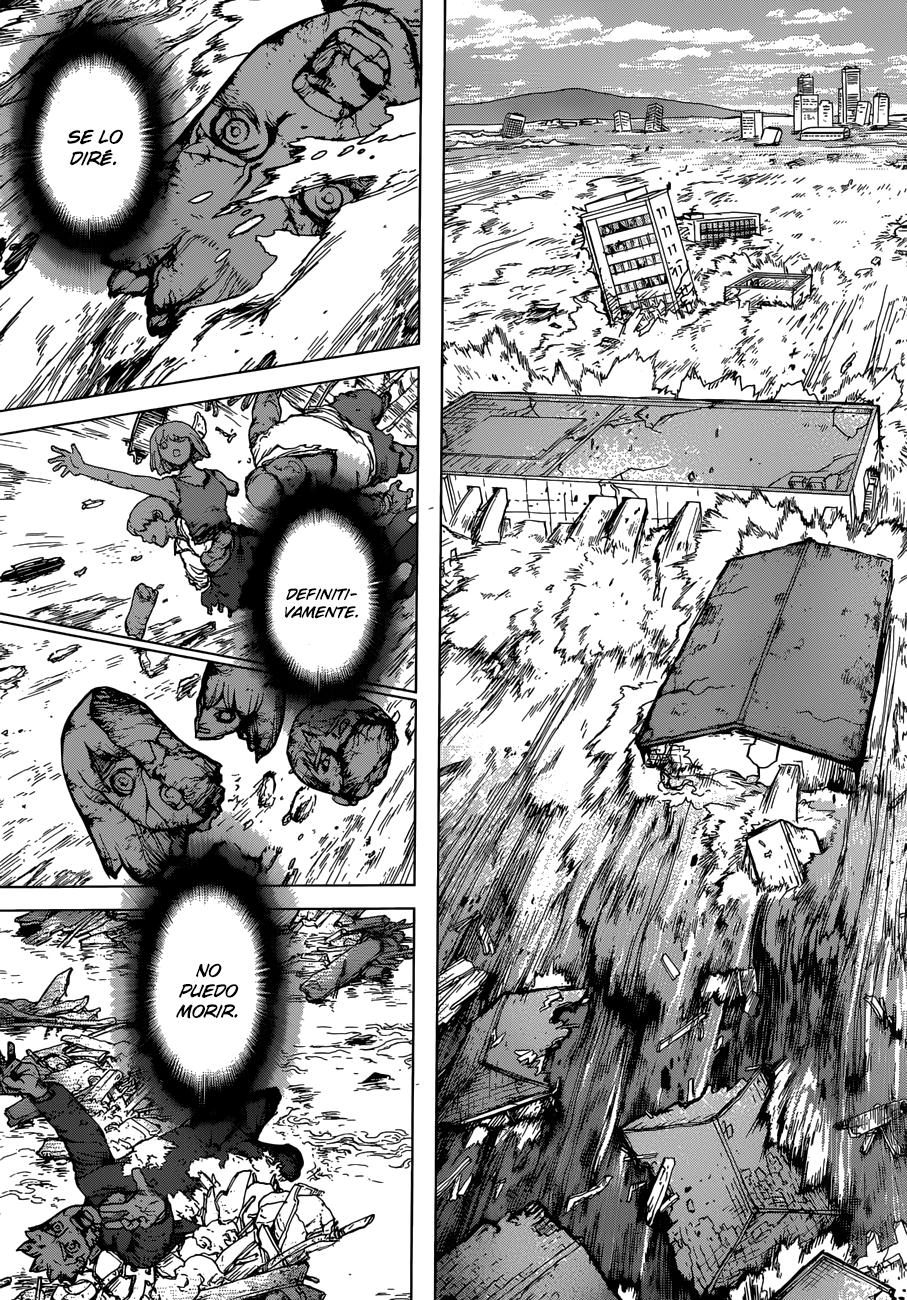 SE LO
DIRÉ.
DEFINITI-
VAMENTE.
NO
PUEDO
MORIR.